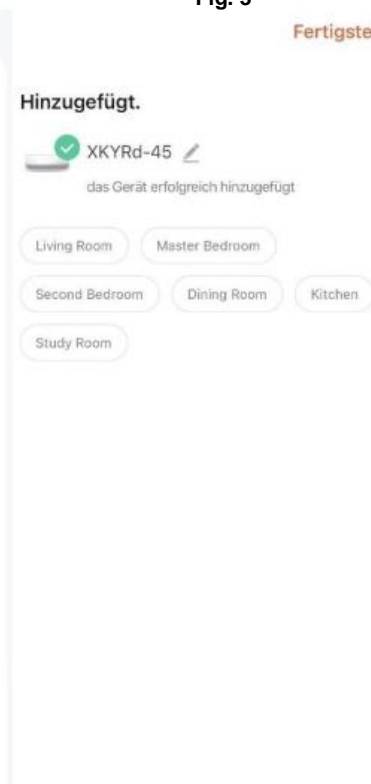 Fertigste
Hinzugefügt.
XKYRd-45
das Gerät erfolgreich hinzugefügt
Living Room Master Bedroom
Second Bedroom Dining Room Kitchen
Study Room